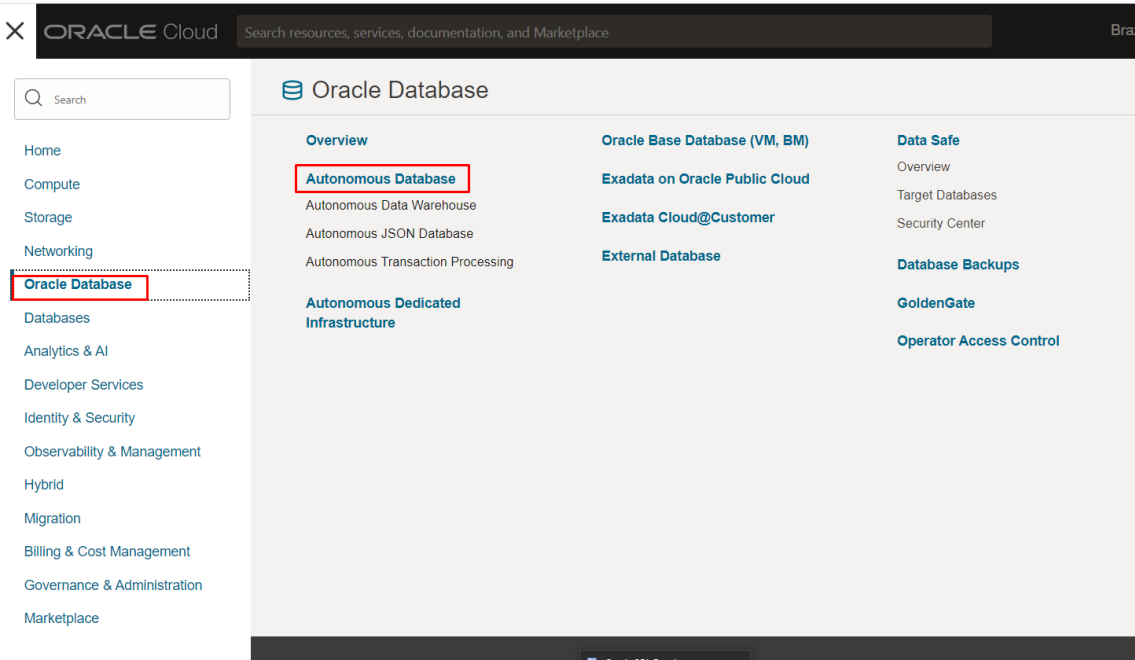 ORACLE Cloud
Search resources, services, documentation, and Marketplace
Search
Home
Compute
Storage
Networking
Oracle Database
Databases
Analytics & AI
Developer Services
Identity & Security
Observability & Management
Hybrid
Migration
Billing & Cost Management
Governance & Administration
Marketplace
Oracle Database
Overview
Autonomous Database
Autonomous Data Warehouse
Autonomous JSON Database
Autonomous Transaction Processing
Autonomous Dedicated
Infrastructure
Oracle Base Database (VM, BM)
Exadata on Oracle Public Cloud
Exadata Cloud@Customer
External Database
Data Safe
Overview
Target Databases
Security Center
Database Backups
GoldenGate
Operator Access Control